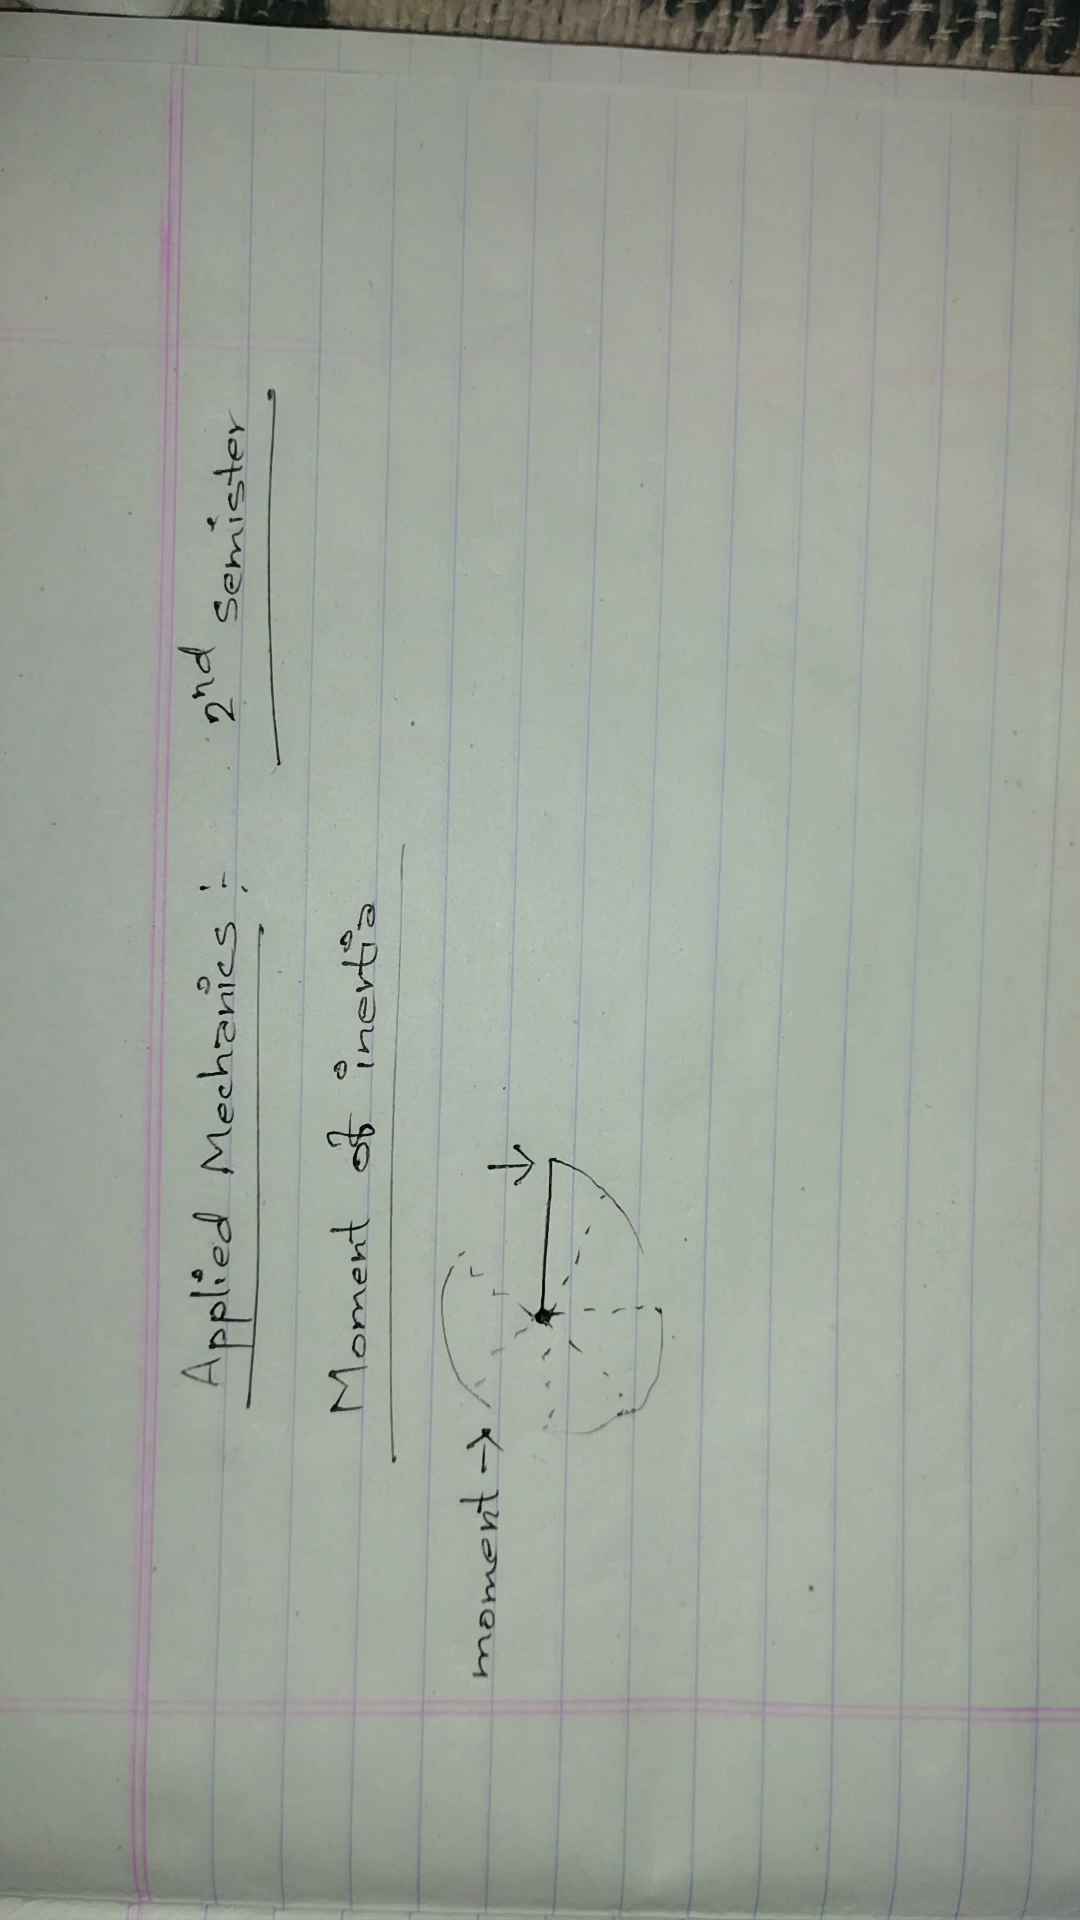 Applied Mechanics :- 2nd semister
Moment of inertia
moment →